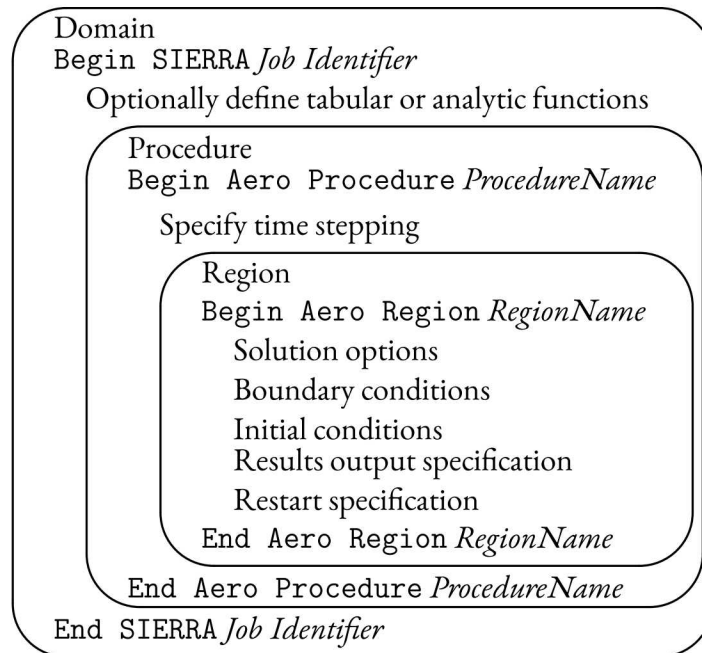 Domain
Begin SIERRA Job Identifier
Optionally define tabular or analytic functions
Procedure
Begin Aero Procedure ProcedureName
Specify time stepping
Region
Begin Aero Region RegionName
Solution options
Boundary conditions
Initial conditions
Results output specification
Restart specification
End Aero Region RegionName
End Aero Procedure ProcedureName
End SIERRA Job Identifier